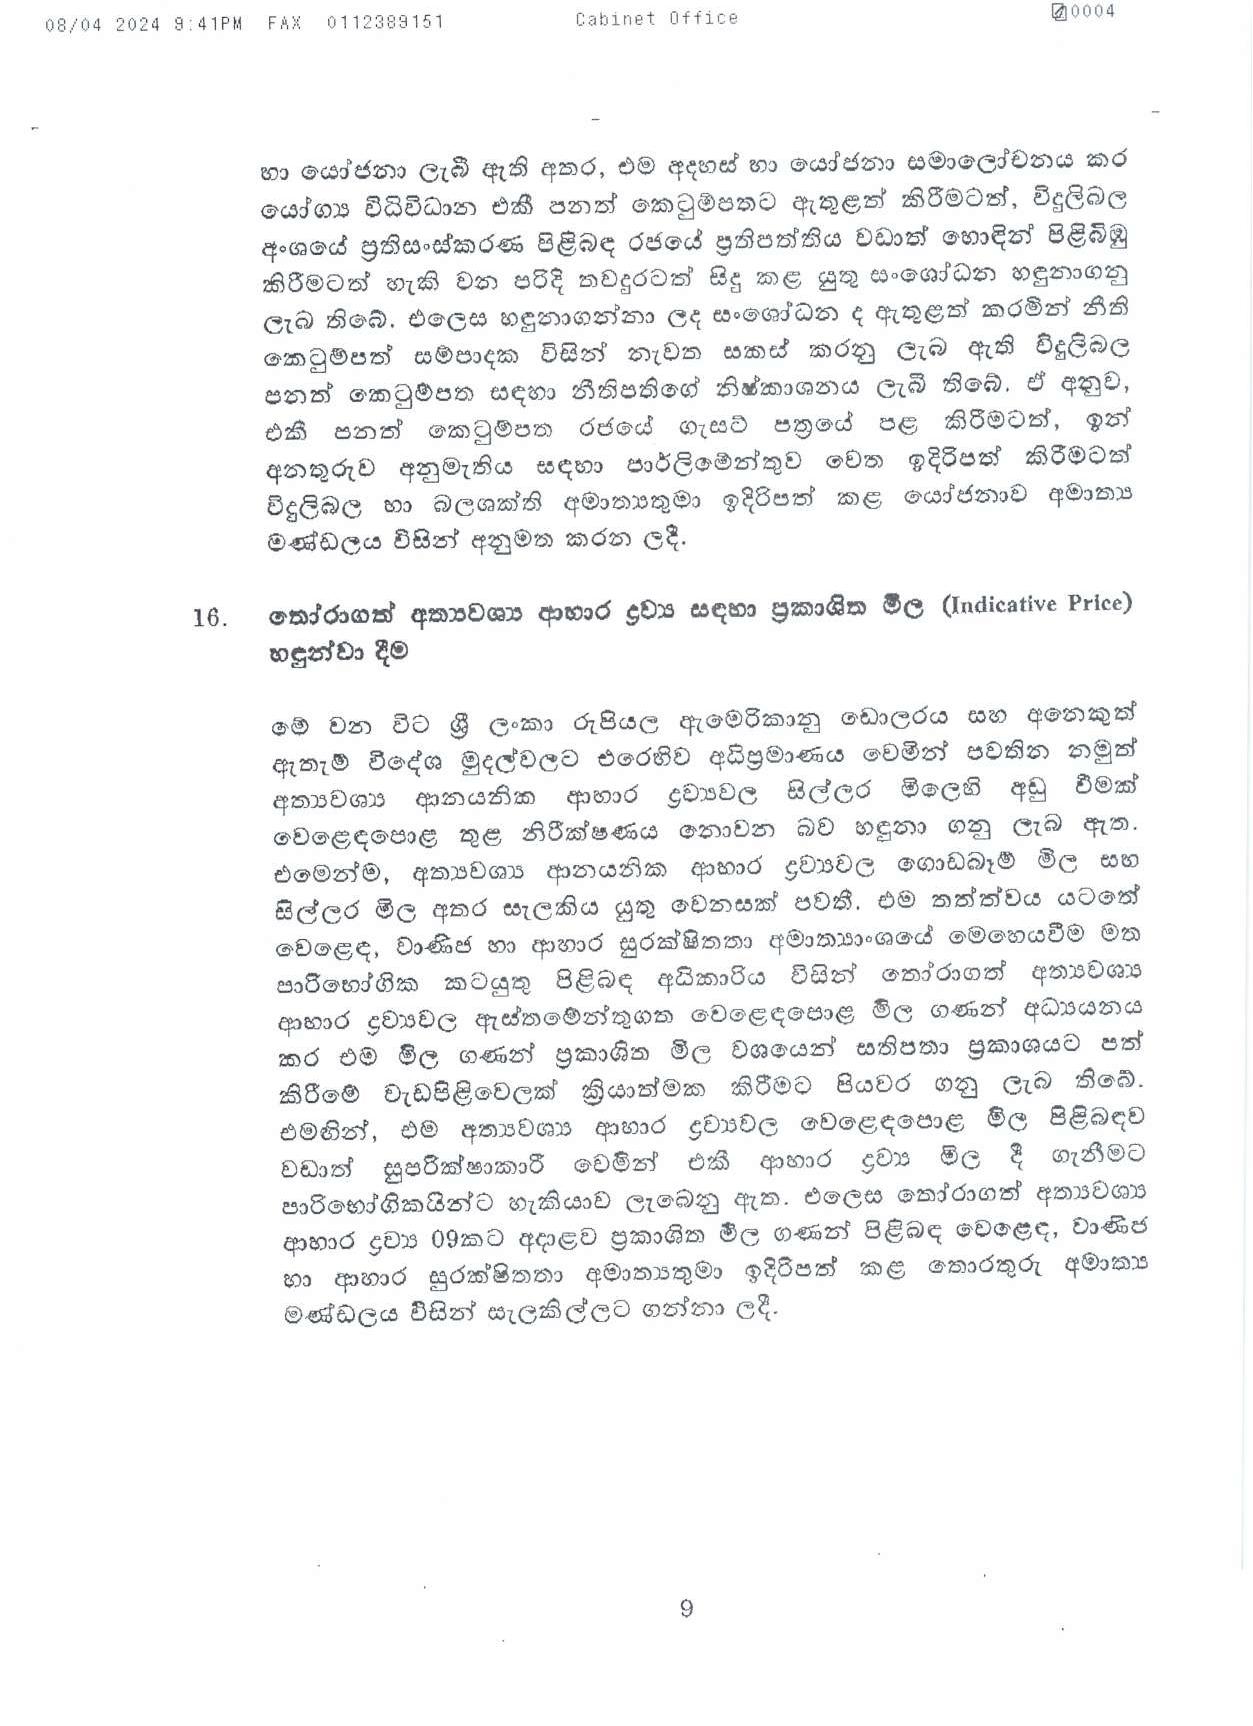 08/04 2024 9:41PM FAX 0112389151 Cabinet Office 0004
හා යෝජනා ලැබී ඇති අතර, එම අදහස් හා යෝජනා සමාලෝචනය කර
යෝග්‍ය විධිවිධාන එකී පනත් කෙටුම්පතට ඇතුළත් කිරීමටත්, විදුලිබල
අංශයේ ප්‍රතිසංස්කරණ පිළිබඳ රජයේ ප්‍රතිපත්තිය වඩාත් හොඳින් පිළිබිඹු
කිරීමටත් හැකි වන පරිදි තවදුරටත් සිදු කළ යුතු සංශෝධන හඳුනාගනු
ලැබ තිබේ. එලෙස හඳුනාගන්නා ලද සංශෝධන ද ඇතුළත් කරමින් නීති
කෙටුම්පත් සම්පාදක විසින් නැවත සකස් කරනු ලැබ ඇති විදුලිබල
පනත් කෙටුම්පත සඳහා නීතිපතිගේ නිෂ්කාශනය ලැබී තිබේ. ඒ අනුව,
එකී පනත් කෙටුම්පත රජයේ ගැසට් පත්‍රයේ පළ කිරීමටත්, ඉන්
අනතුරුව අනුමැතිය සඳහා පාර්ලිමේන්තුව වෙත ඉදිරිපත් කිරීමටත්
විදුලිබල හා බලශක්ති අමාත්‍යතුමා ඉදිරිපත් කළ යෝජනාව අමාත්‍ය
මණ්ඩලය විසින් අනුමත කරන ලදී.
16. තෝරාගත් අත්‍යවශ්‍ය ආහාර ද්‍රව්‍ය සඳහා ප්‍රකාශිත මිල (Indicative Price)
හඳුන්වා දීම
මේ වන විට ශ්‍රී ලංකා රුපියල ඇමෙරිකානු ඩොලරය සහ අනෙකුත්
ඇතැම් විදේශ මුදල්වලට එරෙහිව අධිප්‍රමාණය වෙමින් පවතින නමුත්
අත්‍යවශ්‍ය ආනයනික ආහාර ද්‍රව්‍යවල සිල්ලර මිලෙහි අඩු වීමක්
වෙළෙඳපොළ තුළ නිරීක්ෂණය නොවන බව හඳුනා ගනු ලැබ ඇත.
එමෙන්ම, අත්‍යවශ්‍ය ආනයනික ආහාර ද්‍රව්‍යවල ගොඩබෑම් මිල සහ
සිල්ලර මිල අතර සැලකිය යුතු වෙනසක් පවතී. එම තත්ත්වය යටතේ
වෙළෙඳ, වාණිජ හා ආහාර සුරක්ෂිතතා අමාත්‍යාංශයේ මෙහෙයවීම මත
පාරිභෝගික කටයුතු පිළිබඳ අධිකාරිය විසින් තෝරාගත් අත්‍යවශ්‍ය
ආහාර ද්‍රව්‍යවල ඇස්තමේන්තුගත වෙළෙඳපොළ මිල ගණන් අධ්‍යයනය
කර එම මිල ගණන් ප්‍රකාශිත මිල වශයෙන් සතිපතා ප්‍රකාශයට පත්
කිරීමේ වැඩපිළිවෙලක් ක්‍රියාත්මක කිරීමට පියවර ගනු ලැබ තිබේ.
එමඟින්, එම අත්‍යවශ්‍ය ආහාර ද්‍රව්‍යවල වෙළෙඳපොළ මිල පිළිබඳව
වඩාත් සුපරීක්ෂාකාරී වෙමින් එකී ආහාර ද්‍රව්‍ය මිල දී ගැනීමට
පාරිභෝගිකයින්ට හැකියාව ලැබෙනු ඇත. එලෙස තෝරාගත් අත්‍යවශ්‍ය
ආහාර ද්‍රව්‍ය 09කට අදාළව ප්‍රකාශිත මිල ගණන් පිළිබඳ වෙළෙඳ, වාණිජ
හා ආහාර සුරක්ෂිතතා අමාත්‍යතුමා ඉදිරිපත් කළ තොරතුරු අමාත්‍ය
මණ්ඩලය විසින් සැලකිල්ලට ගන්නා ලදී.
9